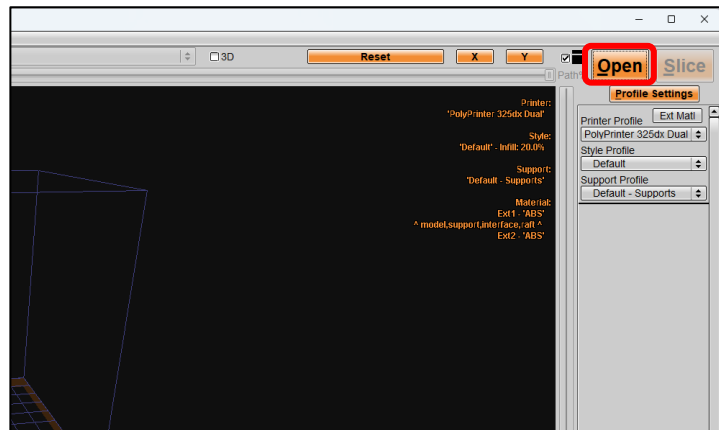 3D
Reset
X
Y
Open
Slice
Path
Profile Settings
Printer:
'PolyPrinter 325dx Dual'
Style:
'Default' - Infill: 20.0%
Support:
'Default - Supports'
Material:
Ext1 - 'ABS'
^ model,support,interface,raft ^
Ext2 - 'ABS'
Printer Profile
Ext Matl
PolyPrinter 325dx Dual
Style Profile
Default
Support Profile
Default - Supports